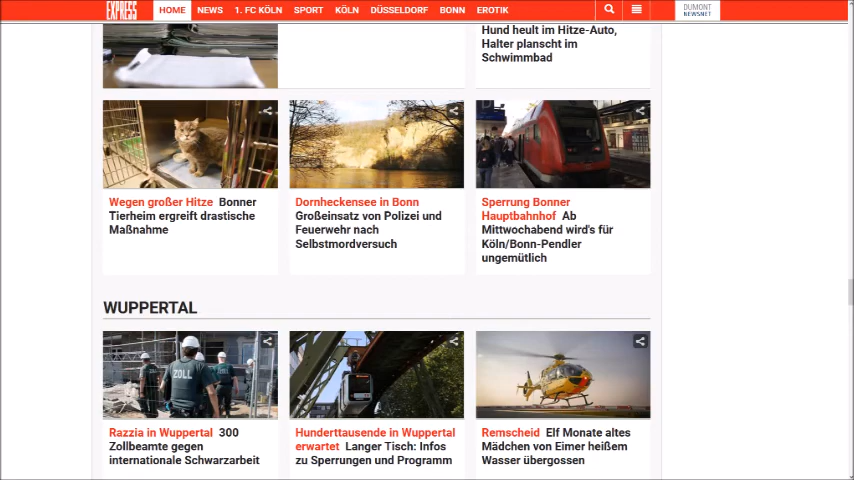 EXPRESS HOME NEWS 1. FC KÖLN SPORT KÖLN DÜSSELDORF BONN EROTIK DUMONT
NEWSNET
Hund heult im Hitze-Auto,
Halter planscht im
Schwimmbad
Wegen großer Hitze Bonner
Tierheim ergreift drastische
Maßnahme
Dornheckensee in Bonn
Großeinsatz von Polizei und
Feuerwehr nach
Selbstmordversuch
Sperrung Bonner
Hauptbahnhof Ab
Mittwochabend wird's für
Köln/Bonn-Pendler
ungemütlich
WUPPERTAL
ZOLL
Razzia in Wuppertal 300
Zollbeamte gegen
internationale Schwarzarbeit
Hunderttausende in Wuppertal
erwartet Langer Tisch: Infos
zu Sperrungen und Programm
Remscheid Elf Monate altes
Mädchen von Eimer heißem
Wasser übergossen